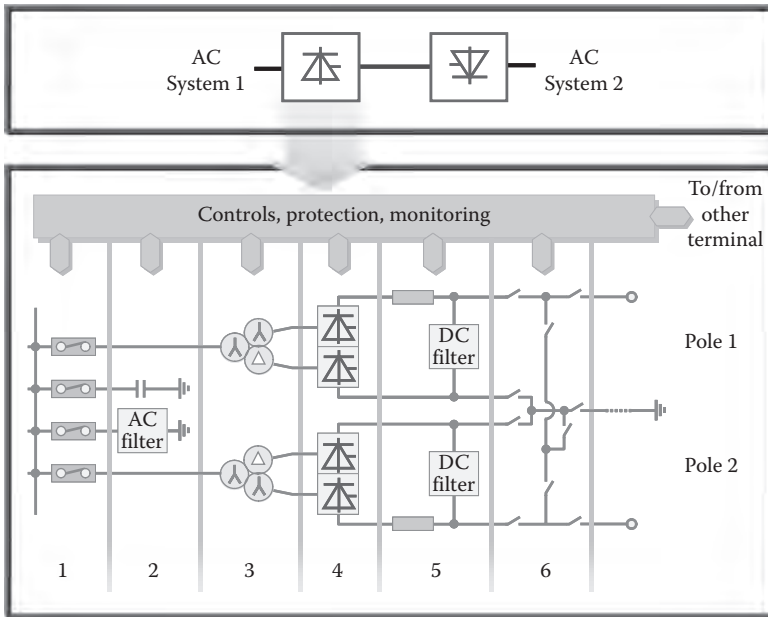 AC
System 1
AC
System 2
Controls, protection, monitoring
To/from
other
terminal
DC
filter
Pole 1
AC
filter
DC
filter
Pole 2
1 2 3 4 5 6